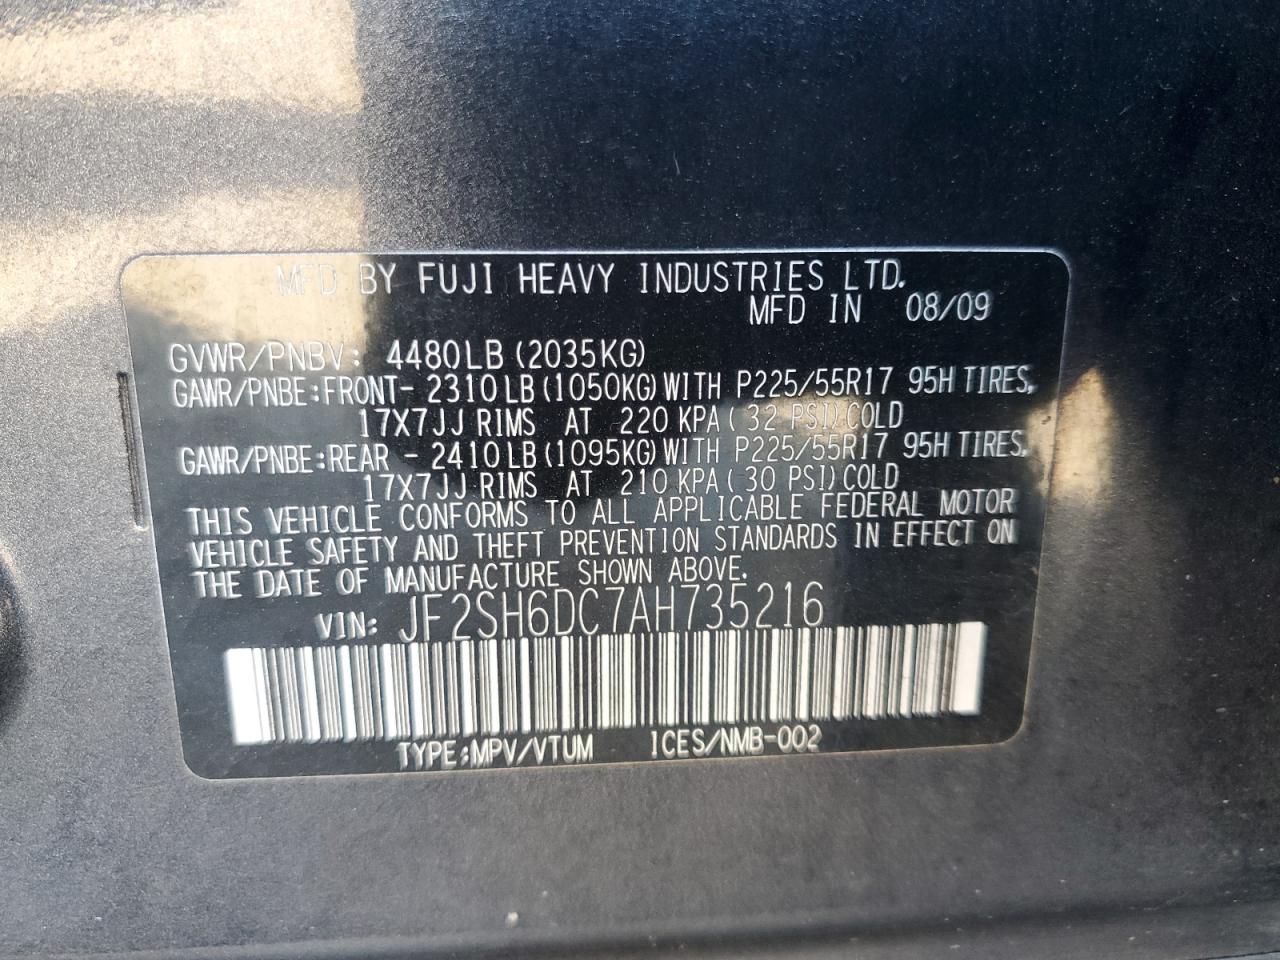 MFD BY FUJI HEAVY INDUSTRIES LTD.
MFD IN 08/09
GVWR/PNBV: 4480LB (2035KG)
GAWR/PNBE:FRONT- 2310LB (1050KG) WITH P225/55R17 95H TIRES,
17X7JJ RIMS AT 220 KPA ( 32 PSI) COLD
GAWR/PNBE:REAR - 2410LB (1095KG) WITH P225/55R17 95H TIRES,
17X7JJ RIMS AT 210 KPA ( 30 PSI) COLD
THIS VEHICLE CONFORMS TO ALL APPLICABLE FEDERAL MOTOR
VEHICLE SAFETY AND THEFT PREVENTION STANDARDS IN EFFECT ON
THE DATE OF MANUFACTURE SHOWN ABOVE.
VIN: JF2SH6DC7AH735216
TYPE:MPV/VTUM ICES/NMB-002